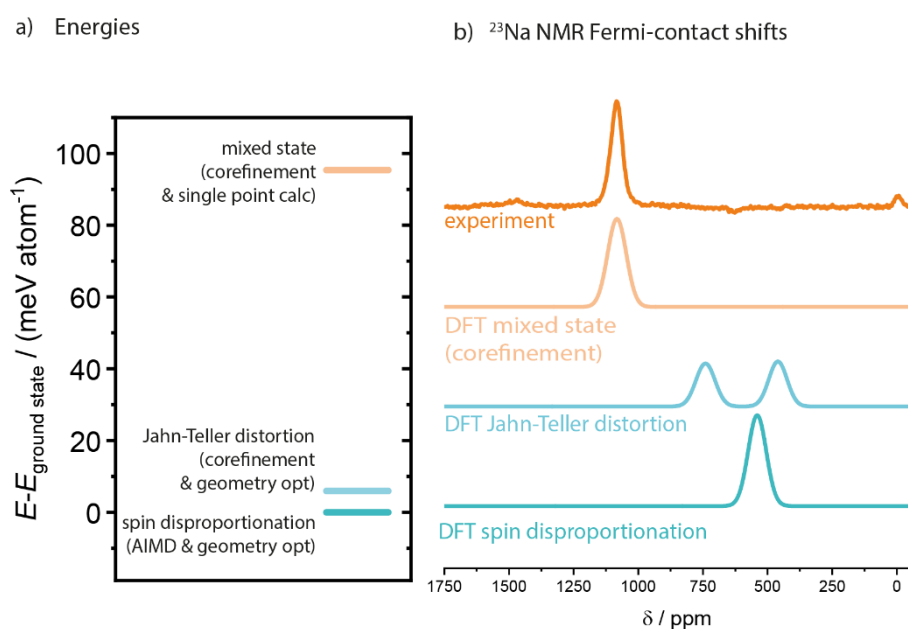 a) Energies
E-Eground state / (meV atom-1)
100
80
60
40
20
0
mixed state
(corefinement
& single point calc)
Jahn-Teller distortion
(corefinement
& geometry opt)
spin disproportionation
(AIMD & geometry opt)
b) 23Na NMR Fermi-contact shifts
experiment
DFT mixed state
(corefinement)
DFT Jahn-Teller distortion
DFT spin disproportionation
1750 1500 1250 1000 750 500 250 0
δ / ppm